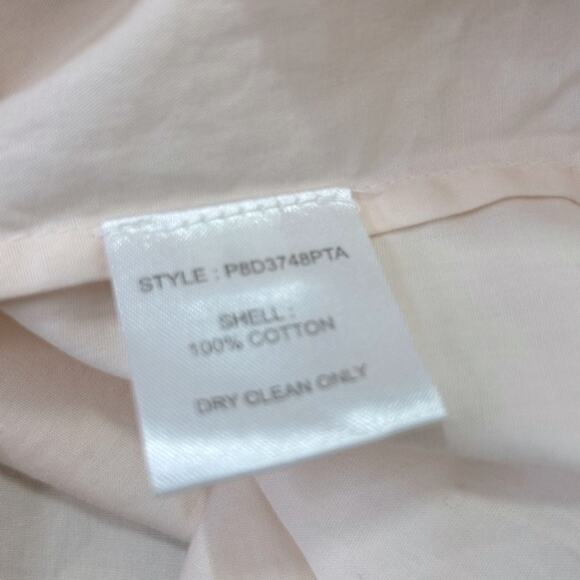 STYLE : P8D3748PTA
SHELL :
100% COTTON
DRY CLEAN ONLY